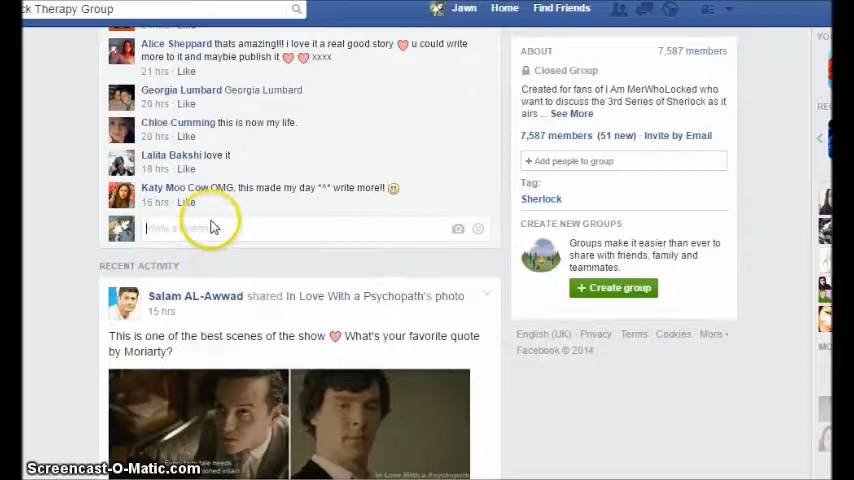 ck Therapy Group
Jawn Home Find Friends
Alice Sheppard thats amazing!!! i love it a real good story u could write
more to it and maybie publish it xxxx
21 hrs · Like
Georgia Lumbard Georgia Lumbard
20 hrs · Like
Chloe Cumming this is now my life.
20 hrs · Like
Lalita Bakshi love it
18 hrs · Like
Katy Moo Cow OMG, this made my day *^* write more!!
16 hrs · Like
RECENT ACTIVITY
Salam AL-Awwad shared In Love With a Psychopath's photo
15 hrs
This is one of the best scenes of the show What's your favorite quote
by Moriarty?
In Love With a Psychopath
ABOUT 7,587 members
Closed Group
Created for fans of I Am MerWhoLocked who
want to discuss the 3rd Series of Sherlock as it
airs ... See More
7,587 members (51 new) · Invite by Email
+ Add people to group
Tag:
Sherlock
CREATE NEW GROUPS
Groups make it easier than ever to
share with friends, family and
teammates.
+ Create group
English (UK) · Privacy · Terms · Cookies · More
Facebook © 2014
YO
REC
MO
Screencast-O-Matic.com